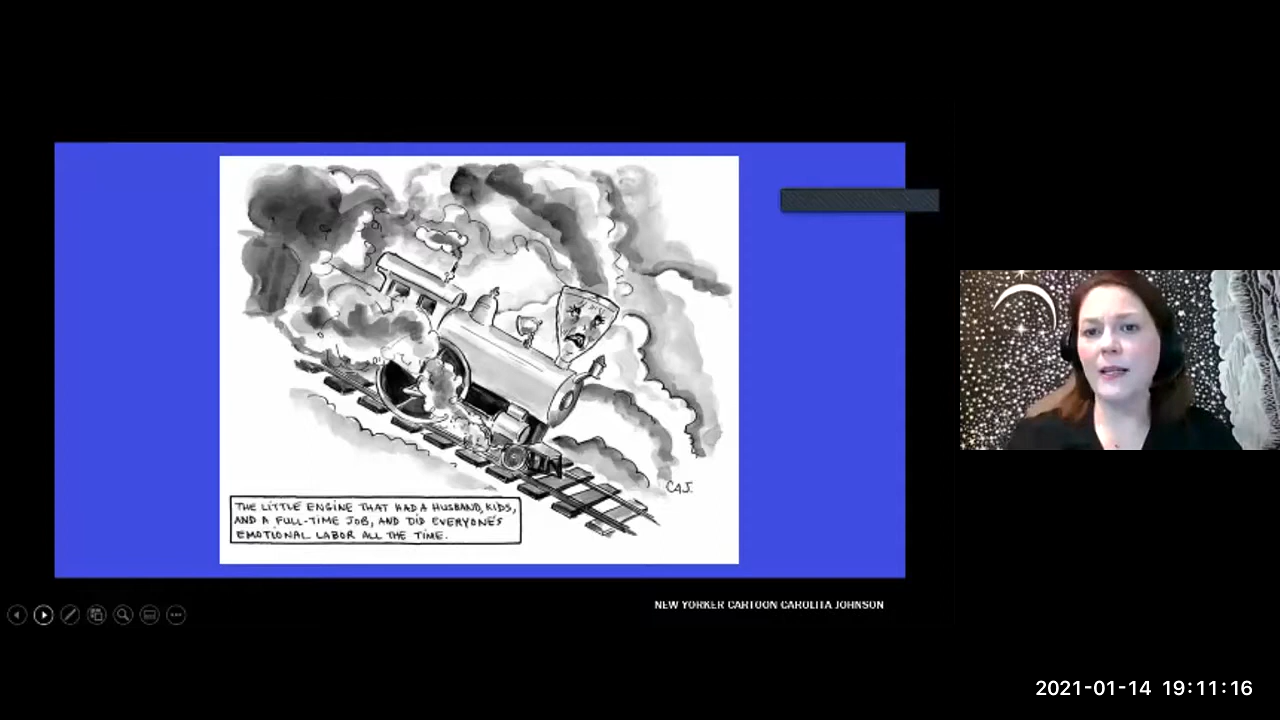 THE LITTLE ENGINE THAT HAD A HUSBAND, KIDS,
AND A FULL-TIME JOB, AND DID EVERYONE'S
EMOTIONAL LABOR ALL THE TIME.
CAJ.
NEW YORKER CARTOON CAROLITA JOHNSON
2021-01-14 19:11:16